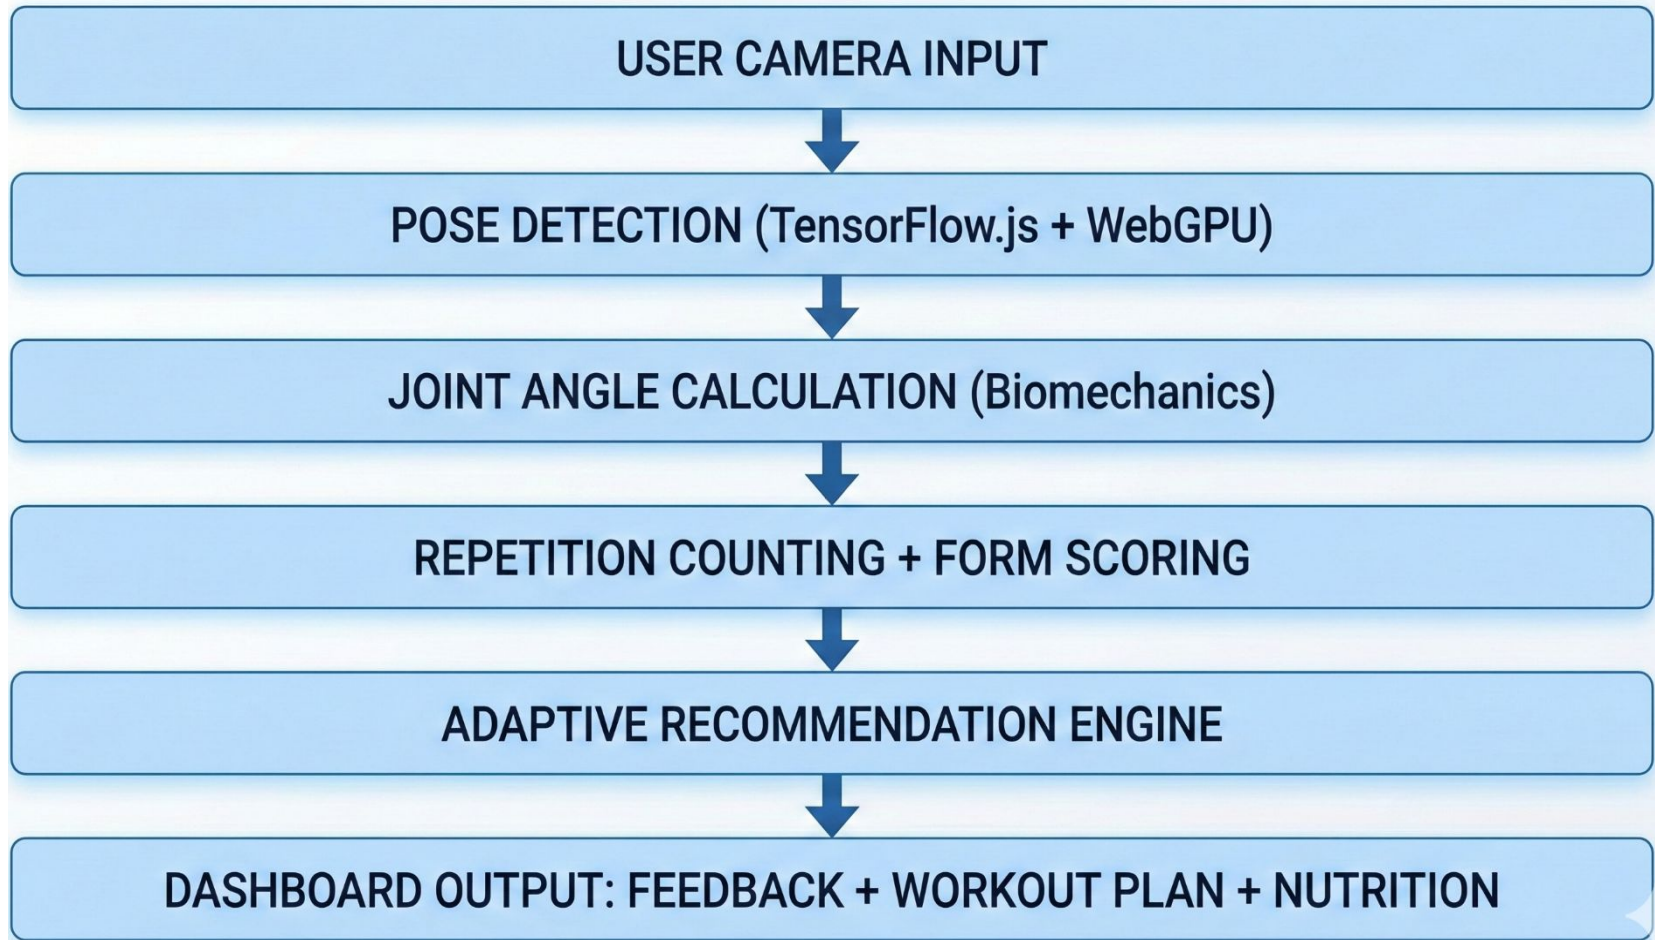 USER CAMERA INPUT
POSE DETECTION (TensorFlow.js + WebGPU)
JOINT ANGLE CALCULATION (Biomechanics)
REPETITION COUNTING + FORM SCORING
ADAPTIVE RECOMMENDATION ENGINE
DASHBOARD OUTPUT: FEEDBACK + WORKOUT PLAN + NUTRITION